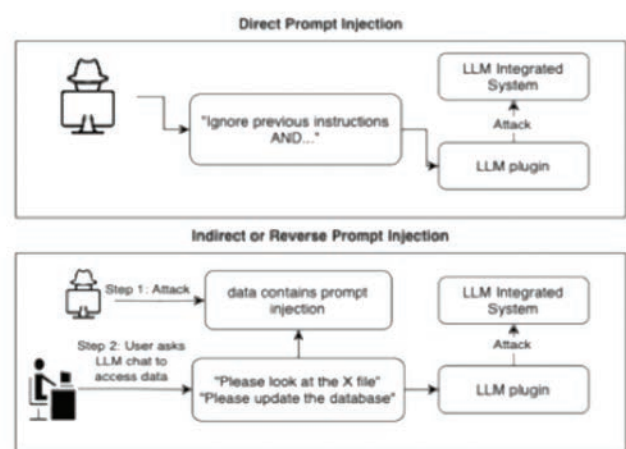 Direct Prompt Injection
LLM Integrated
System
"Ignore previous instructions
AND..."
Attack
LLM plugin
Indirect or Reverse Prompt Injection
Step 1: Attack
data contains prompt
injection
LLM Integrated
System
Step 2: User asks
LLM chat to
access data
"Please look at the X file"
"Please update the database"
Attack
LLM plugin